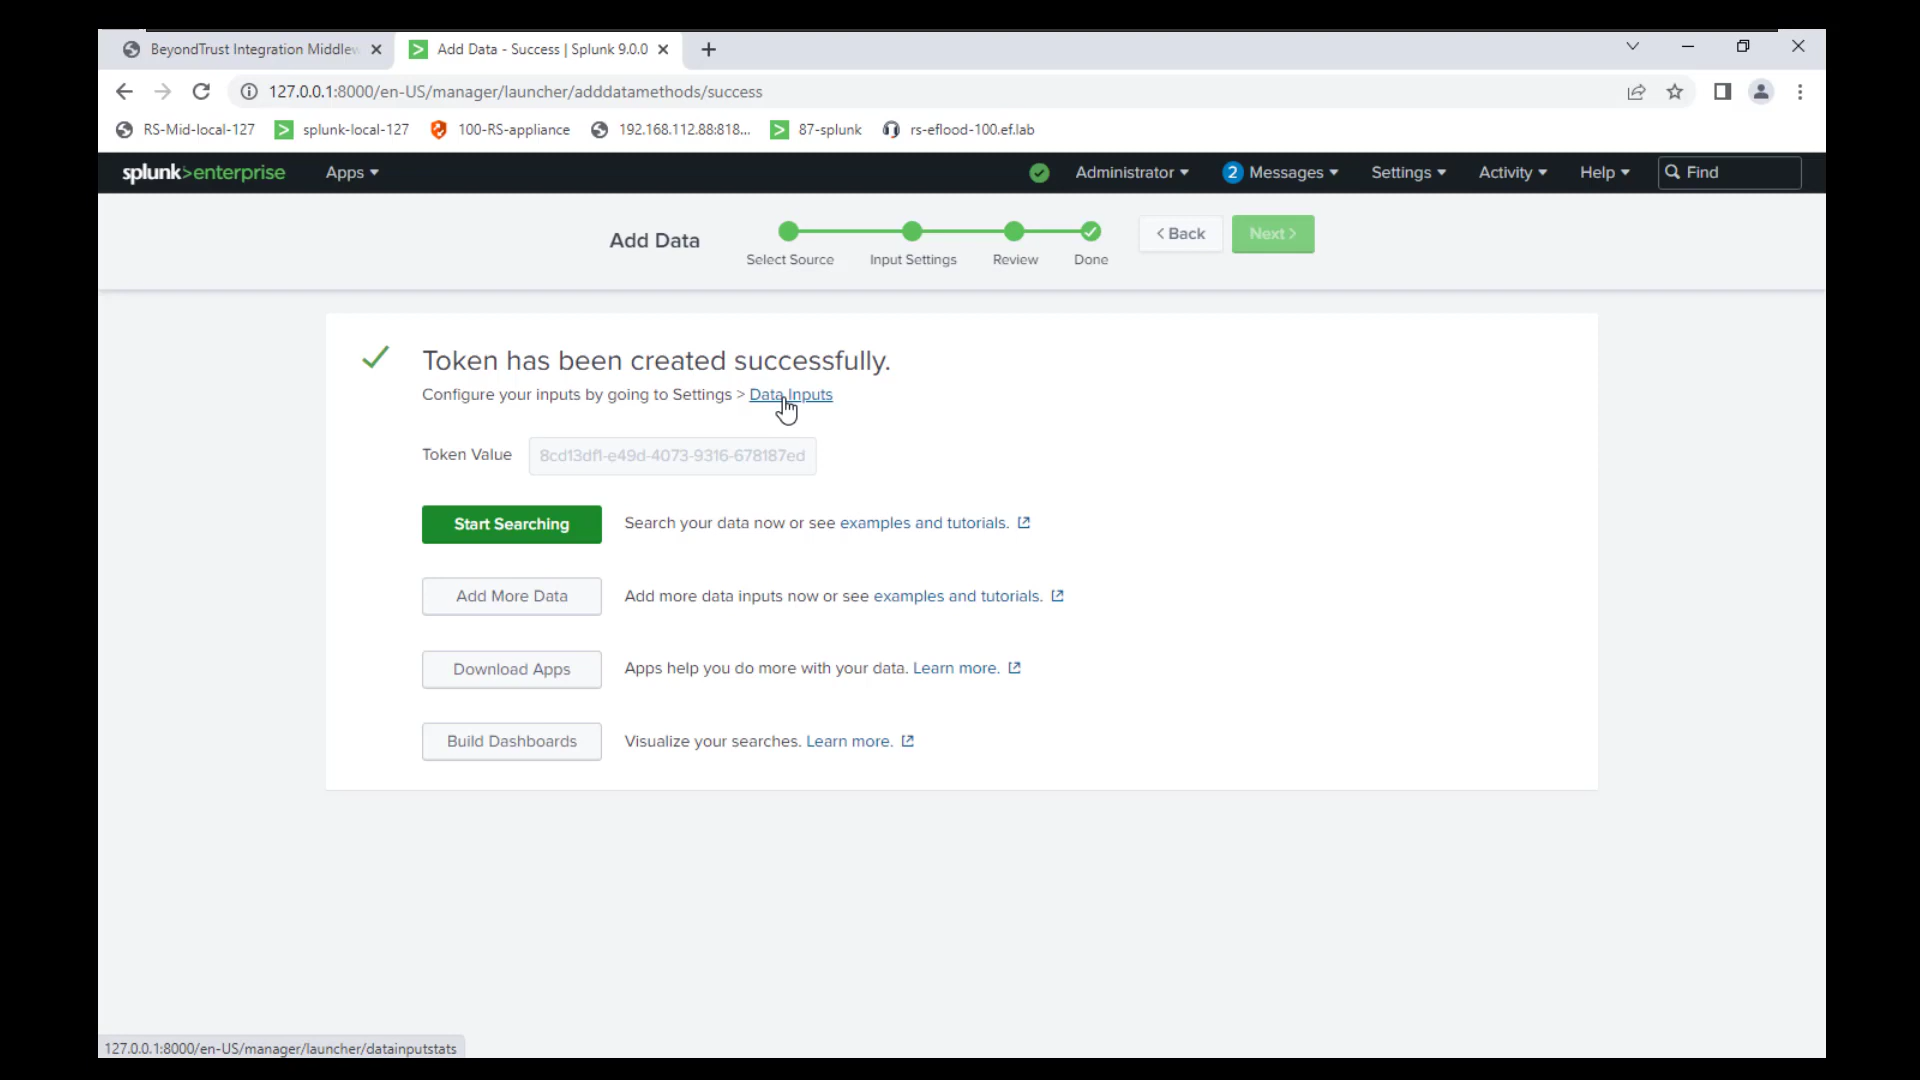 BeyondTrust Integration Middlew
Add Data - Success | Splunk 9.0.0
127.0.0.1:8000/en-US/manager/launcher/adddatamethods/success
RS-Mid-local-127
splunk-local-127
100-RS-appliance
192.168.112.88:818...
87-splunk
rs-eflood-100.ef.lab
splunk>enterprise
Apps
Administrator
2 Messages
Settings
Activity
Help
Find
Add Data
Select Source
Input Settings
Review
Done
< Back
Next >
Token has been created successfully.
Configure your inputs by going to Settings > Data Inputs
Token Value
8cd13df1-e49d-4073-9316-678187ed
Start Searching
Search your data now or see examples and tutorials.
Add More Data
Add more data inputs now or see examples and tutorials.
Download Apps
Apps help you do more with your data. Learn more.
Build Dashboards
Visualize your searches. Learn more.
127.0.0.1:8000/en-US/manager/launcher/datainputstats